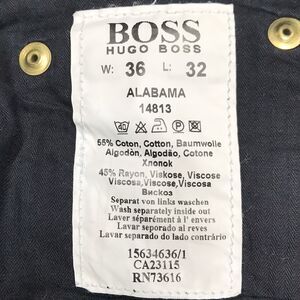 BOSS
HUGO BOSS
W: 36 L: 32
ALABAMA
14813
55% Coton, Cotton, Baumwolle
Algodòn, Algodão, Cotone
Хлопок
45% Rayon, Viskose, Viscose
Viscosa,Viscose,Viscosa
Вискоз
Separat von links waschen
Wash separately inside out
Laver séparément à l' envers
Lavar separado al reves
Lavar separado do lado contrário
15634636/1
CA23115
RN73616